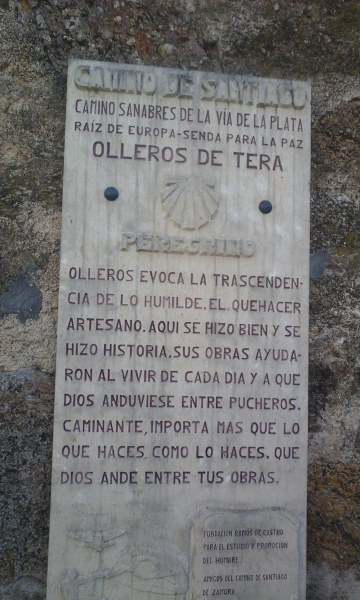 CAMINO DE SANTIAGO
CAMINO SANABRES DE LA VIA DE LA PLATA
RAÍZ DE EUROPA-SENDA PARA LA PAZ
OLLEROS DE TERA
PEREGRINO
OLLEROS EVOCA LA TRASCENDEN-
CIA DE LO HUMILDE. EL QUEHACER
ARTESANO. AQUI SE HIZO BIEN Y SE
HIZO HISTORIA. SUS OBRAS AYUDA-
RON AL VIVIR DE CADA DIA Y A QUE
DIOS ANDUVIESE ENTRE PUCHEROS.
CAMINANTE, IMPORTA MAS QUE LO
QUE HACES, COMO LO HACES. QUE
DIOS ANDE ENTRE TUS OBRAS.
FUNDACION RAMOS DE CASTRO
PARA EL ESTUDIO Y PROMOCION
DEL HOMBRE
AMIGOS DEL CAMINO DE SANTIAGO
DE ZAMORA